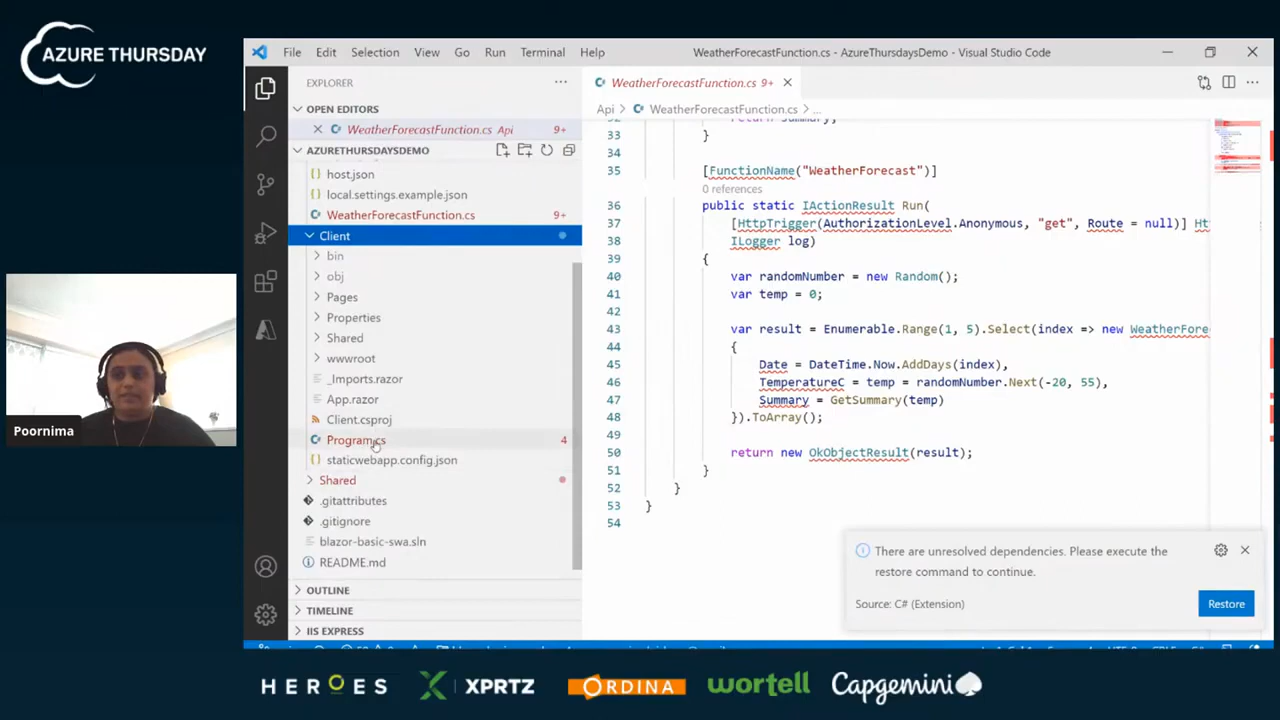 AZURE THURSDAY
File Edit Selection View Go Run Terminal Help
WeatherForecastFunction.cs - AzureThursdaysDemo - Visual Studio Code
EXPLORER
OPEN EDITORS
WeatherForecastFunction.cs Api 9+
AZURETHURSDAYSDEMO
host.json
local.settings.example.json
WeatherForecastFunction.cs 9+
Client
bin
obj
Pages
Properties
Shared
wwwroot
_Imports.razor
App.razor
Client.csproj
Program.cs 4
staticwebapp.config.json
Shared
.gitattributes
.gitignore
blazor-basic-swa.sln
README.md
OUTLINE
TIMELINE
IIS EXPRESS
WeatherForecastFunction.cs 9+
Api > WeatherForecastFunction.cs > ...
return summary;
33 }
34
35 [FunctionName("WeatherForecast")]
0 references
36 public static IActionResult Run(
37 [HttpTrigger(AuthorizationLevel.Anonymous, "get", Route = null)] Ht
38 ILogger log)
39 {
40 var randomNumber = new Random();
41 var temp = 0;
42
43 var result = Enumerable.Range(1, 5).Select(index => new WeatherFore
44 {
45 Date = DateTime.Now.AddDays(index),
46 TemperatureC = temp = randomNumber.Next(-20, 55),
47 Summary = GetSummary(temp)
48 }).ToArray();
49
50 return new OkObjectResult(result);
51 }
52 }
53 }
54
There are unresolved dependencies. Please execute the
restore command to continue.
Source: C# (Extension)
Restore
Poornima
HEROES
XPRTZ
ORDINA
wortell
Capgemini